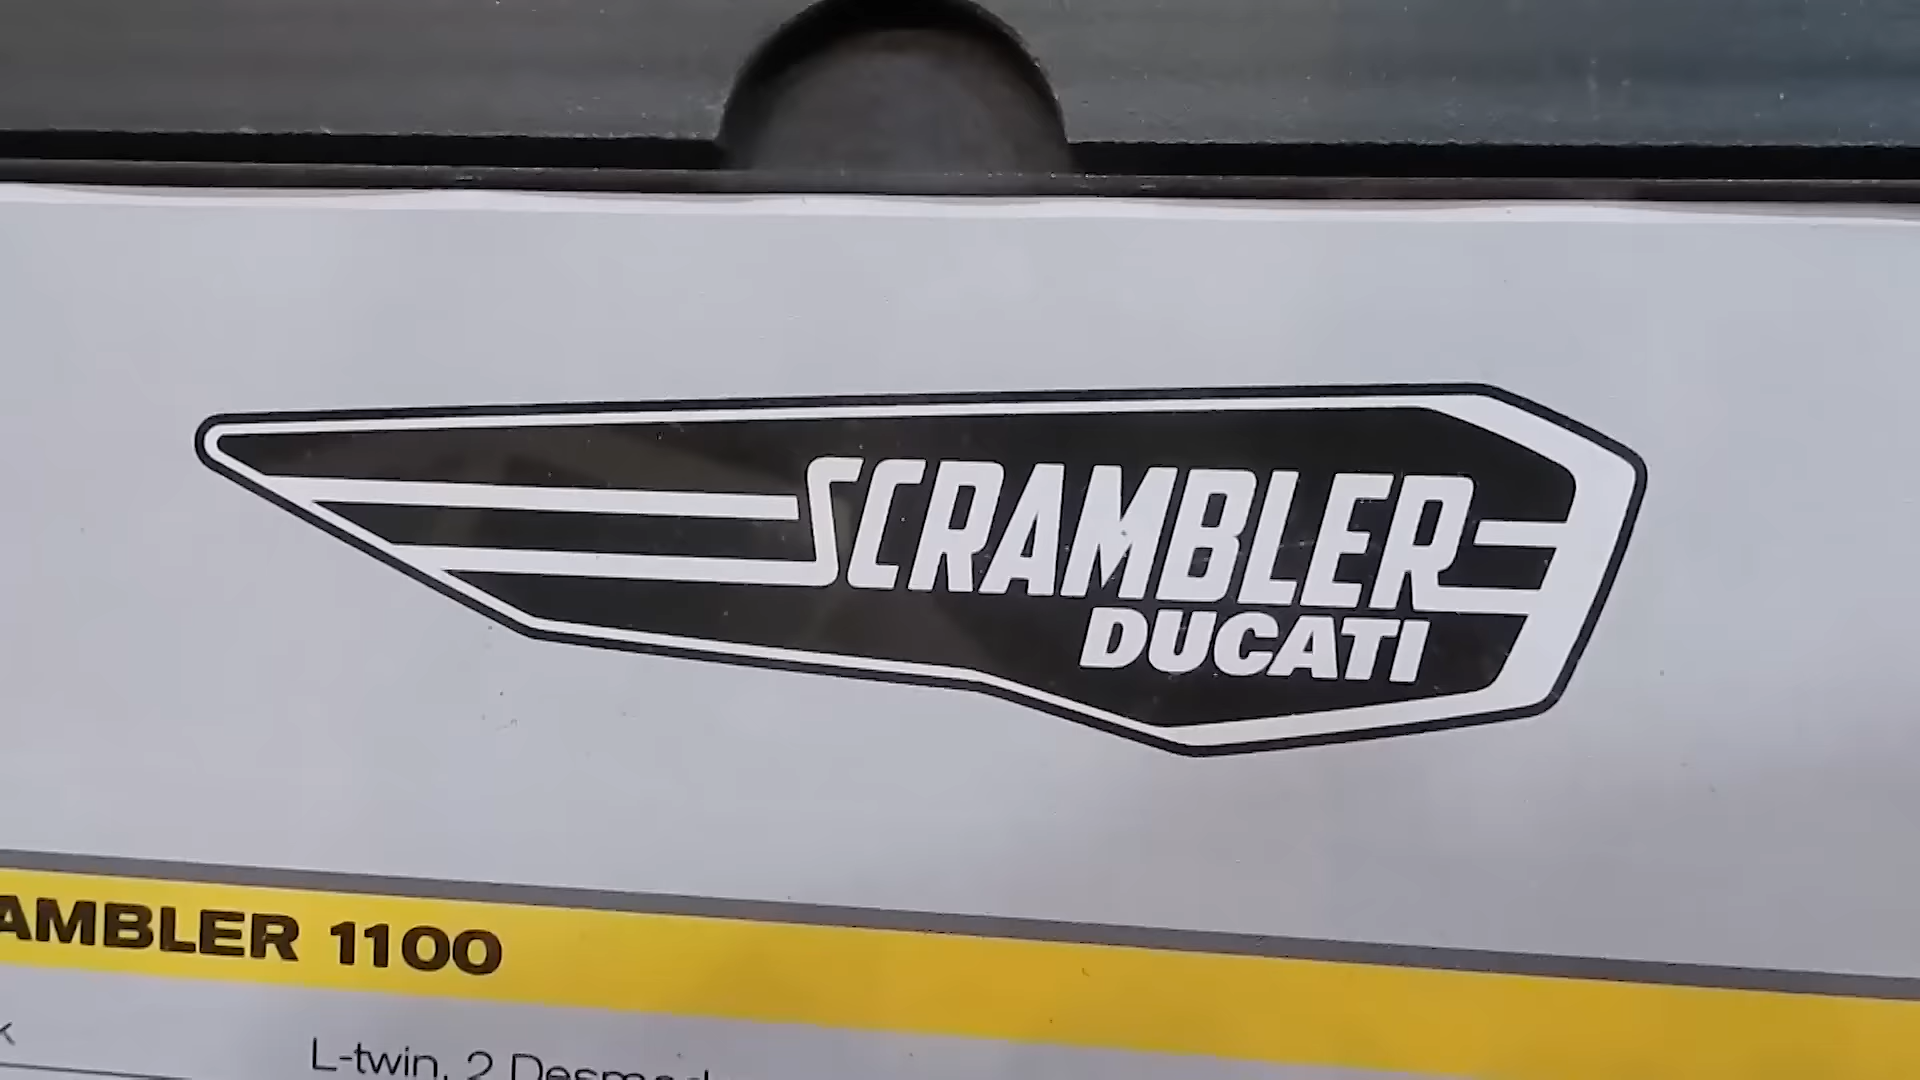 SCRAMBLER
DUCATI
AMBLER 1100
L-twin, 2 Desmod